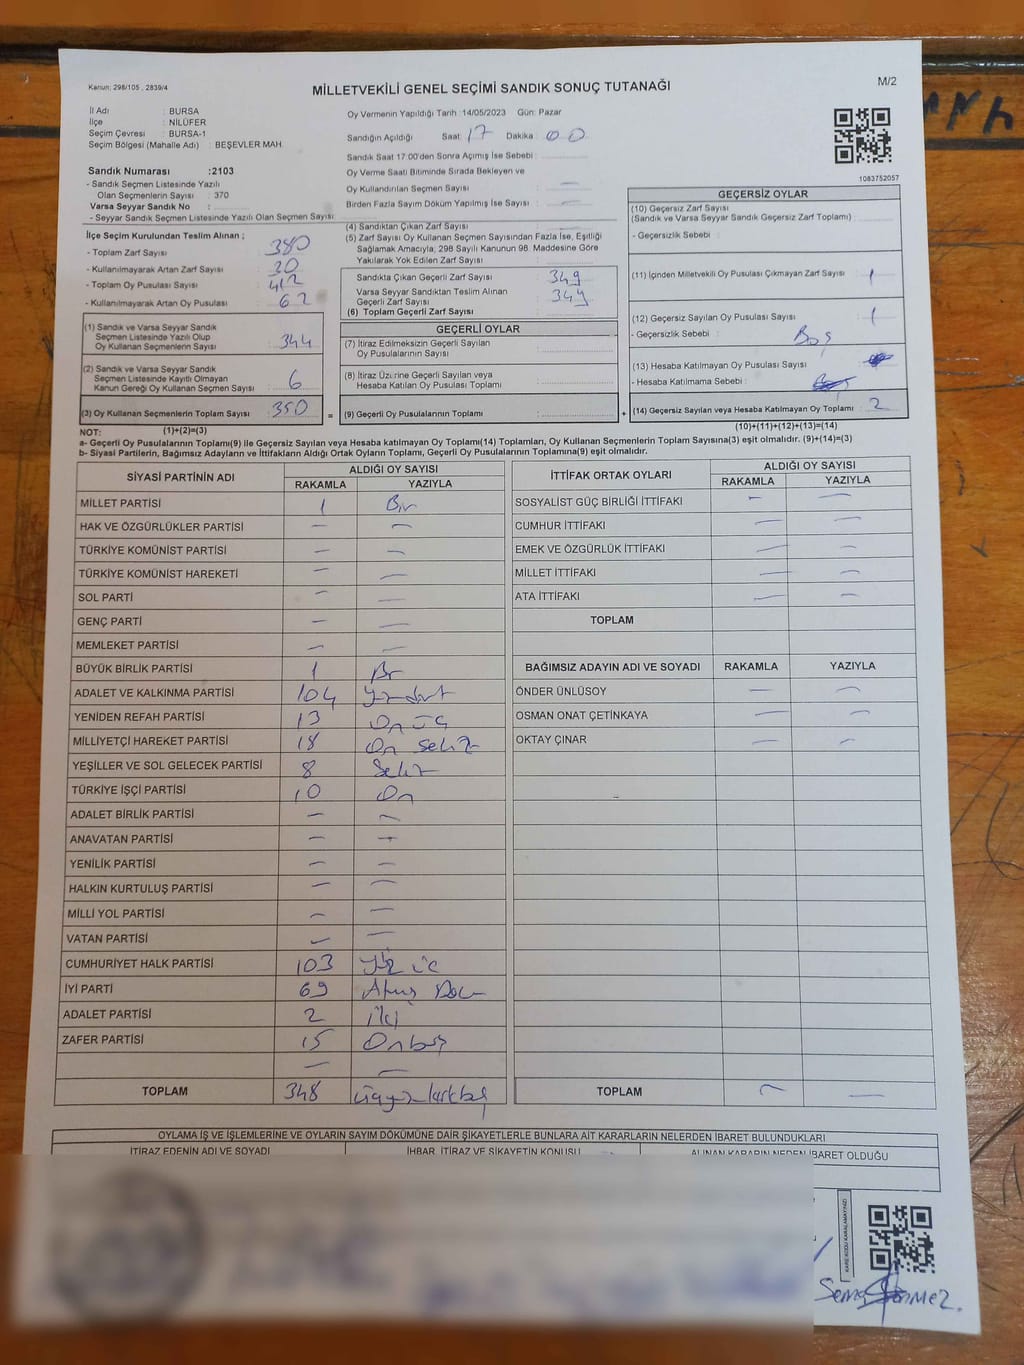 Kanun: 298/105 , 2839/4
MİLLETVEKİLİ GENEL SEÇİMİ SANDIK SONUÇ TUTANAĞI
M/2
İl Adı : BURSA
İlçe : NİLÜFER
Seçim Çevresi : BURSA-1
Seçim Bölgesi (Mahalle Adı) : BEŞEVLER MAH.
Sandık Numarası :2103
- Sandık Seçmen Listesinde Yazılı
Olan Seçmenlerin Sayısı : 370
Varsa Seyyar Sandık No :
- Seyyar Sandık Seçmen Listesinde Yazılı Olan Seçmen Sayısı
Oy Vermenin Yapıldığı Tarih :14/05/2023 Gün: Pazar
Sandığın Açıldığı Saat 17 Dakika 00
Sandık Saat 17.00'den Sonra Açımış İse Sebebi :
Oy Verme Saati Bitiminde Sırada Bekleyen ve
Oy Kullandırılan Seçmen Sayısı : —
Birden Fazla Sayım Döküm Yapılmış İse Sayısı : —
1083752057
İlçe Seçim Kurulundan Teslim Alınan ;
- Toplam Zarf Sayısı : 380
- Kullanılmayarak Artan Zarf Sayısı : 30
- Toplam Oy Pusulası Sayısı : 412
- Kullanılmayarak Artan Oy Pusulası : 62
(1) Sandık ve Varsa Seyyar Sandık
Seçmen Listesinde Yazılı Olup
Oy Kullanan Seçmenlerin Sayısı : 344
(2) Sandık ve Varsa Seyyar Sandık
Seçmen Listesinde Kayıtlı Olmayan
Kanun Gereği Oy Kullanan Seçmen Sayısı : 6
(3) Oy Kullanan Seçmenlerin Toplam Sayısı : 350
(1)+(2)=(3)
(4) Sandıktan Çıkan Zarf Sayısı :
(5) Zarf Sayısı Oy Kullanan Seçmen Sayısından Fazla İse, Eşitliği
Sağlamak Amacıyla, 298 Sayılı Kanunun 98. Maddesine Göre
Yakılarak Yok Edilen Zarf Sayısı :
Sandıkta Çıkan Geçerli Zarf Sayısı : 349
Varsa Seyyar Sandıktan Teslim Alınan
Geçerli Zarf Sayısı : 349
(6) Toplam Geçerli Zarf Sayısı :
GEÇERLİ OYLAR
(7) İtiraz Edilmeksizin Geçerli Sayılan
Oy Pusulalarının Sayısı :
(8) İtiraz Üzerine Geçerli Sayılan veya
Hesaba Katılan Oy Pusulası Toplamı :
= (9) Geçerli Oy Pusulalarının Toplamı : +
GEÇERSİZ OYLAR
(10) Geçersiz Zarf Sayısı
(Sandık ve Varsa Seyyar Sandık Geçersiz Zarf Toplamı) :
- Geçersizlik Sebebi :
(11) İçinden Milletvekili Oy Pusulası Çıkmayan Zarf Sayısı : 1
(12) Geçersiz Sayılan Oy Pusulası Sayısı : 1
- Geçersizlik Sebebi : Boş
(13) Hesaba Katılmayan Oy Pusulası Sayısı :
- Hesaba Katılmama Sebebi :
(14) Geçersiz Sayılan veya Hesaba Katılmayan Oy Toplamı : 2
(10)+(11)+(12)+(13)=(14)
NOT:
a- Geçerli Oy Pusulalarının Toplamı(9) ile Geçersiz Sayılan veya Hesaba katılmayan Oy Toplamı(14) Toplamları, Oy Kullanan Seçmenlerin Toplam Sayısına(3) eşit olmalıdır. (9)+(14)=(3)
b- Siyasi Partilerin, Bağımsız Adayların ve İttifakların Aldığı Ortak Oyların Toplamı, Geçerli Oy Pusulalarının Toplamına(9) eşit olmalıdır.
SİYASİ PARTİNİN ADI ALDIĞI OY SAYISI
RAKAMLA YAZIYLA
MİLLET PARTİSİ 1 Bir
HAK VE ÖZGÜRLÜKLER PARTİSİ — —
TÜRKİYE KOMÜNİST PARTİSİ — —
TÜRKİYE KOMÜNİST HAREKETİ — —
SOL PARTİ — —
GENÇ PARTİ — —
MEMLEKET PARTİSİ — —
BÜYÜK BİRLİK PARTİSİ 1 Bir
ADALET VE KALKINMA PARTİSİ 104 Yüzdört
YENİDEN REFAH PARTİSİ 13 On üç
MİLLİYETÇİ HAREKET PARTİSİ 18 On sekiz
YEŞİLLER VE SOL GELECEK PARTİSİ 8 Sekiz
TÜRKİYE İŞÇİ PARTİSİ 10 On
ADALET BİRLİK PARTİSİ — —
ANAVATAN PARTİSİ — —
YENİLİK PARTİSİ — —
HALKIN KURTULUŞ PARTİSİ — —
MİLLİ YOL PARTİSİ — —
VATAN PARTİSİ — —
CUMHURİYET HALK PARTİSİ 103 Yüz üç
İYİ PARTİ 69 Atmış Dokuz
ADALET PARTİSİ 2 İki
ZAFER PARTİSİ 15 Onbeş
— —
TOPLAM 348
İTTİFAK ORTAK OYLARI ALDIĞI OY SAYISI
RAKAMLA YAZIYLA
SOSYALİST GÜÇ BİRLİĞİ İTTİFAKI — —
CUMHUR İTTİFAKI — —
EMEK VE ÖZGÜRLÜK İTTİFAKI — —
MİLLET İTTİFAKI — —
ATA İTTİFAKI — —
TOPLAM
BAĞIMSIZ ADAYIN ADI VE SOYADI RAKAMLA YAZIYLA
ÖNDER ÜNLÜSOY — —
OSMAN ONAT ÇETİNKAYA — —
OKTAY ÇINAR — —
TOPLAM — —
OYLAMA İŞ VE İŞLEMLERİNE VE OYLARIN SAYIM DÖKÜMÜNE DAİR ŞİKAYETLERLE BUNLARA AİT KARARLARIN NELERDEN İBARET BULUNDUKLARI
İTİRAZ EDENİN ADI VE SOYADI İHBAR, İTİRAZ VE ŞİKAYETİN KONUSU ALINAN KARARIN NEDEN İBARET OLDUĞU
KARE KODU KARALAMAYINIZ!